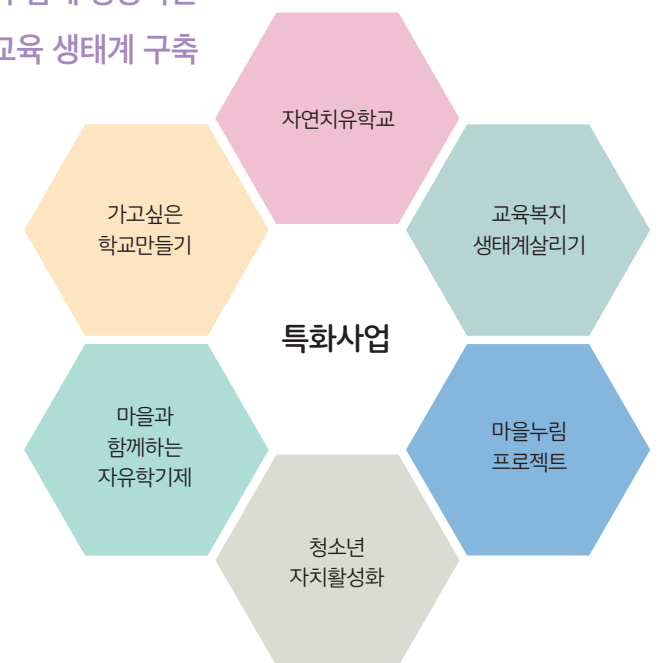 교육 생태계 구축
자연치유학교
가고싶은
학교만들기
교육복지
생태계살리기
특화사업
마을과
함께하는
자유학기제
마을누림
프로젝트
청소년
자치활성화